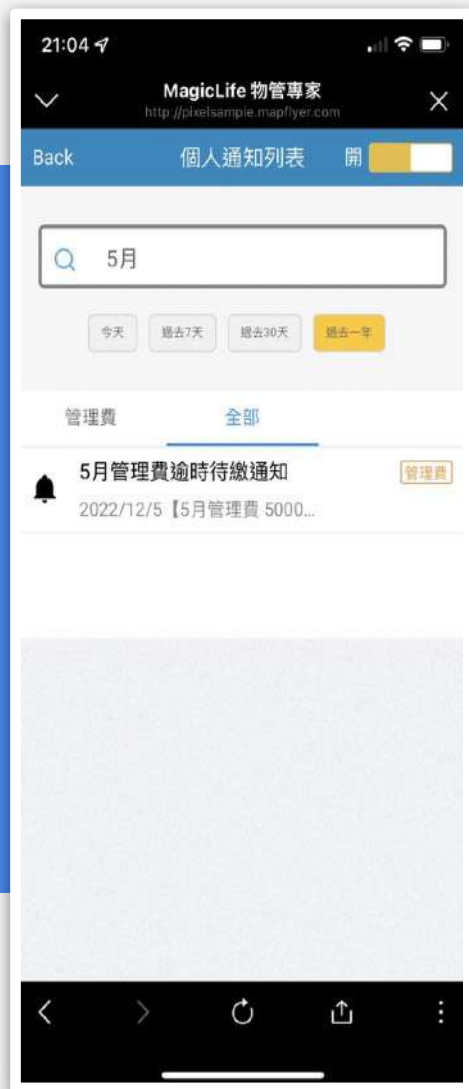 21:04
MagicLife 物管專家
http://pixelsample.mapflyer.com
Back 個人通知列表 開
5月
今天 過去7天 過去30天 過去一年
管理費 全部
5月管理費逾時待繳通知 管理費
2022/12/5【5月管理費 5000...